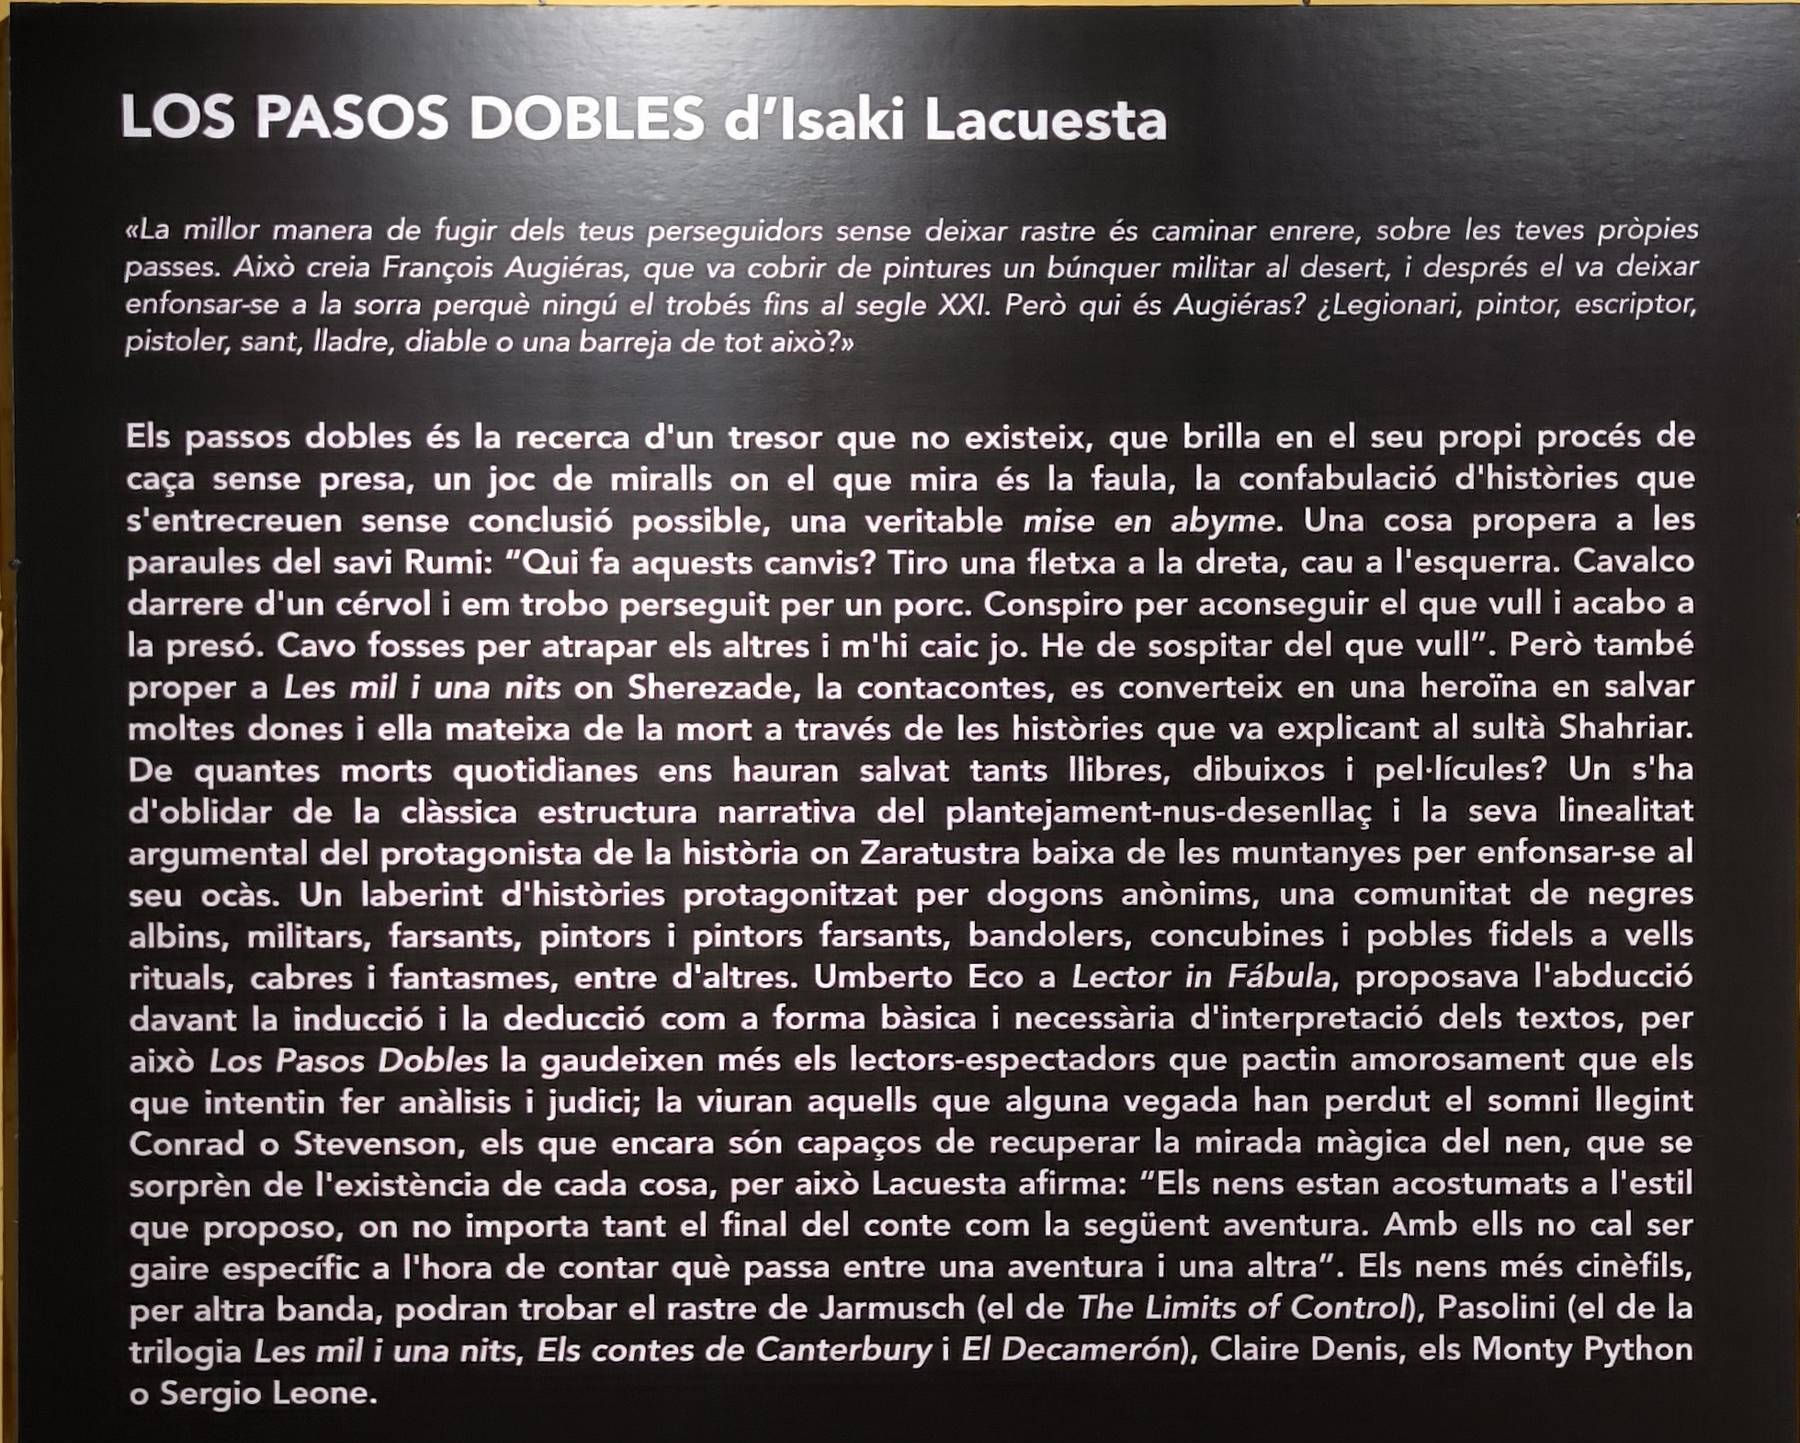 LOS PASOS DOBLES d’Isaki Lacuesta
«La millor manera de fugir dels teus perseguidors sense deixar rastre és caminar enrere, sobre les teves pròpies
passes. Això creia François Augiéras, que va cobrir de pintures un búnquer militar al desert, i després el va deixar
enfonsar-se a la sorra perquè ningú el trobés fins al segle XXI. Però qui és Augiéras? ¿Legionari, pintor, escriptor,
pistoler, sant, lladre, diable o una barreja de tot això?»
Els passos dobles és la recerca d'un tresor que no existeix, que brilla en el seu propi procés de
caça sense presa, un joc de miralls on el que mira és la faula, la confabulació d'històries que
s'entrecreuen sense conclusió possible, una veritable mise en abyme. Una cosa propera a les
paraules del savi Rumi: “Qui fa aquests canvis? Tiro una fletxa a la dreta, cau a l'esquerra. Cavalco
darrere d'un cérvol i em trobo perseguit per un porc. Conspiro per aconseguir el que vull i acabo a
la presó. Cavo fosses per atrapar els altres i m'hi caic jo. He de sospitar del que vull”. Però també
proper a Les mil i una nits on Sherezade, la contacontes, es converteix en una heroïna en salvar
moltes dones i ella mateixa de la mort a través de les històries que va explicant al sultà Shahriar.
De quantes morts quotidianes ens hauran salvat tants llibres, dibuixos i pel·lícules? Un s'ha
d'oblidar de la clàssica estructura narrativa del plantejament-nus-desenllaç i la seva linealitat
argumental del protagonista de la història on Zaratustra baixa de les muntanyes per enfonsar-se al
seu ocàs. Un laberint d'històries protagonitzat per dogons anònims, una comunitat de negres
albins, militars, farsants, pintors i pintors farsants, bandolers, concubines i pobles fidels a vells
rituals, cabres i fantasmes, entre d'altres. Umberto Eco a Lector in Fábula, proposava l'abducció
davant la inducció i la deducció com a forma bàsica i necessària d'interpretació dels textos, per
això Los Pasos Dobles la gaudeixen més els lectors-espectadors que pactin amorosament que els
que intentin fer anàlisis i judici; la viuran aquells que alguna vegada han perdut el somni llegint
Conrad o Stevenson, els que encara són capaços de recuperar la mirada màgica del nen, que se
sorprèn de l'existència de cada cosa, per això Lacuesta afirma: “Els nens estan acostumats a l'estil
que proposo, on no importa tant el final del conte com la següent aventura. Amb ells no cal ser
gaire específic a l'hora de contar què passa entre una aventura i una altra”. Els nens més cinèfils,
per altra banda, podran trobar el rastre de Jarmusch (el de The Limits of Control), Pasolini (el de la
trilogia Les mil i una nits, Els contes de Canterbury i El Decamerón), Claire Denis, els Monty Python
o Sergio Leone.